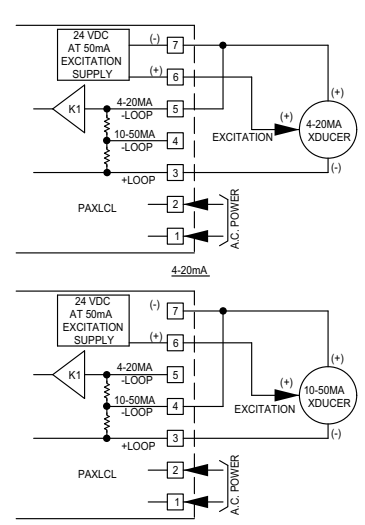 24 VDC
AT 50mA
EXCITATION
SUPPLY
(-)
7
(+)
6
K1
4-20MA
-LOOP
5
10-50MA
-LOOP
4
+LOOP
3
EXCITATION
(+)
(+)
4-20MA
XDUCER
(-)
PAXLCL
2
1
A.C. POWER
4-20mA
24 VDC
AT 50mA
EXCITATION
SUPPLY
(-)
7
(+)
6
K1
4-20MA
-LOOP
5
10-50MA
-LOOP
4
+LOOP
3
EXCITATION
(+)
(+)
10-50MA
XDUCER
(-)
PAXLCL
2
1
A.C. POWER